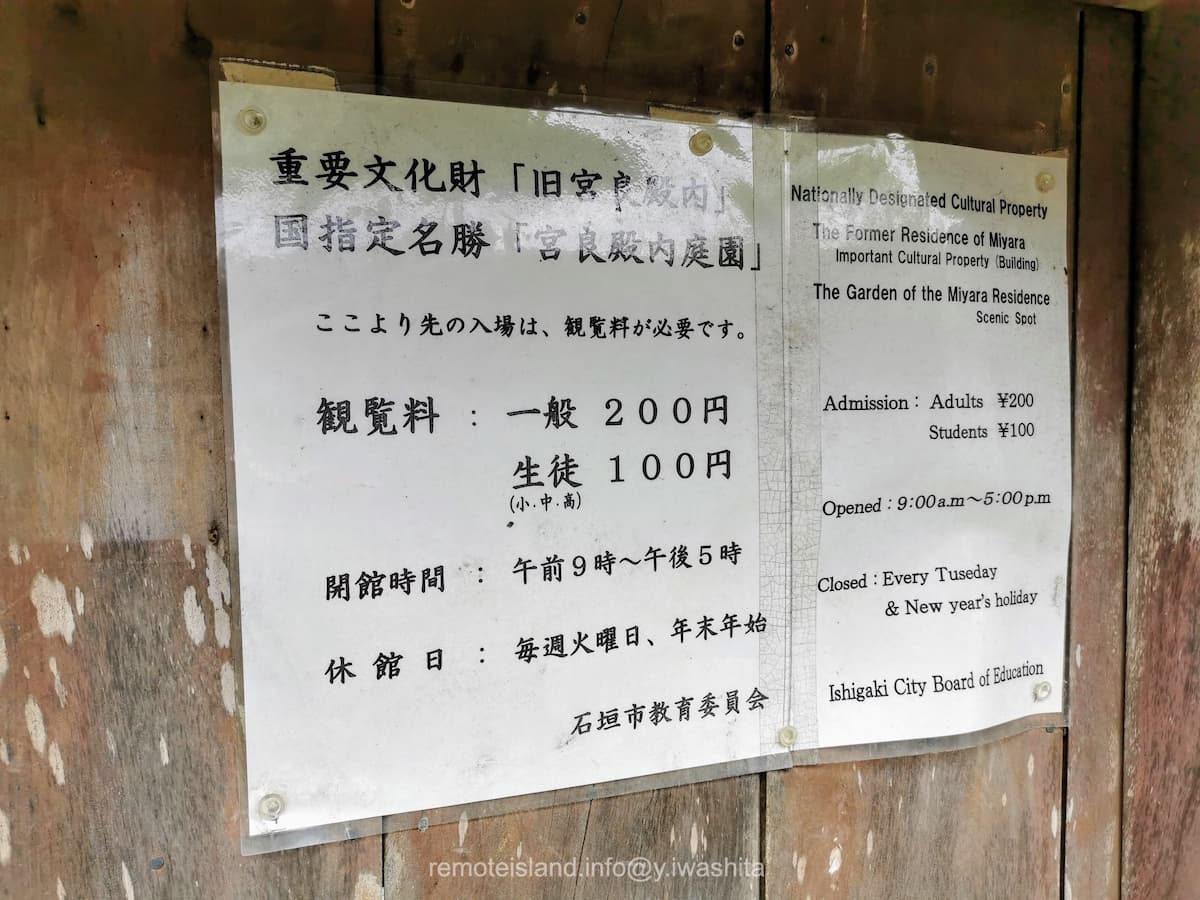 重要文化財「旧宮良殿内」
国指定名勝「宮良殿内庭園」
ここより先の入場は、観覧料が必要です。
観覧料 : 一般 200円
生徒 100円
(小.中.高)
開館時間 : 午前9時～午後5時
休館日 : 毎週火曜日、年末年始
石垣市教育委員会
Nationally Designated Cultural Property
The Former Residence of Miyara
Important Cultural Property (Building)
The Garden of the Miyara Residence
Scenic Spot
Admission : Adults ¥200
Students ¥100
Opened : 9:00a.m～5:00p.m
Closed : Every Tuseday
& New year's holiday
Ishigaki City Board of Education
remoteisland.info@y.iwashita